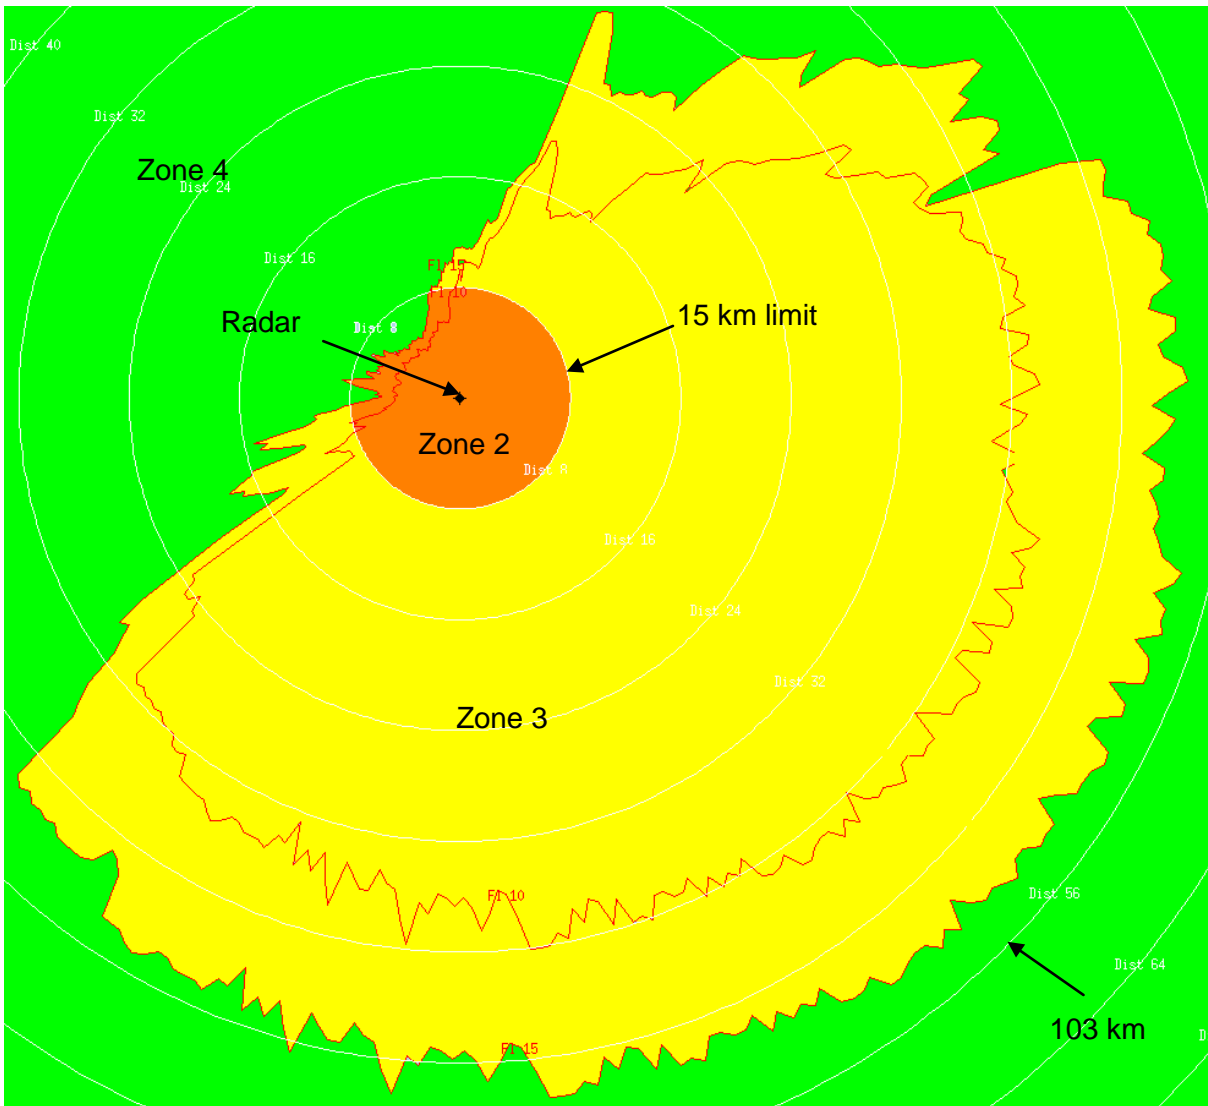 Dist 40
Dist 32
Zone 4
Dist 24
Dist 16
Fl 15
Fl 10
Radar
Dist 8
15 km limit
Zone 2
Dist 8
Dist 16
Dist 24
Dist 32
Zone 3
Fl 10
Dist 56
Dist 64
103 km
D
Fl 15